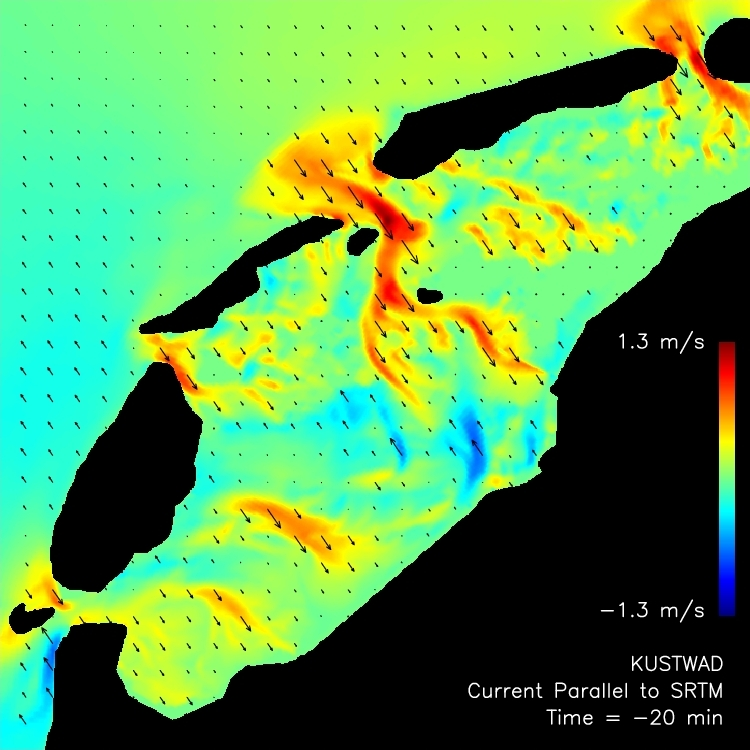 1.3 m/s
−1.3 m/s
KUSTWAD
Current Parallel to SRTM
Time = −20 min